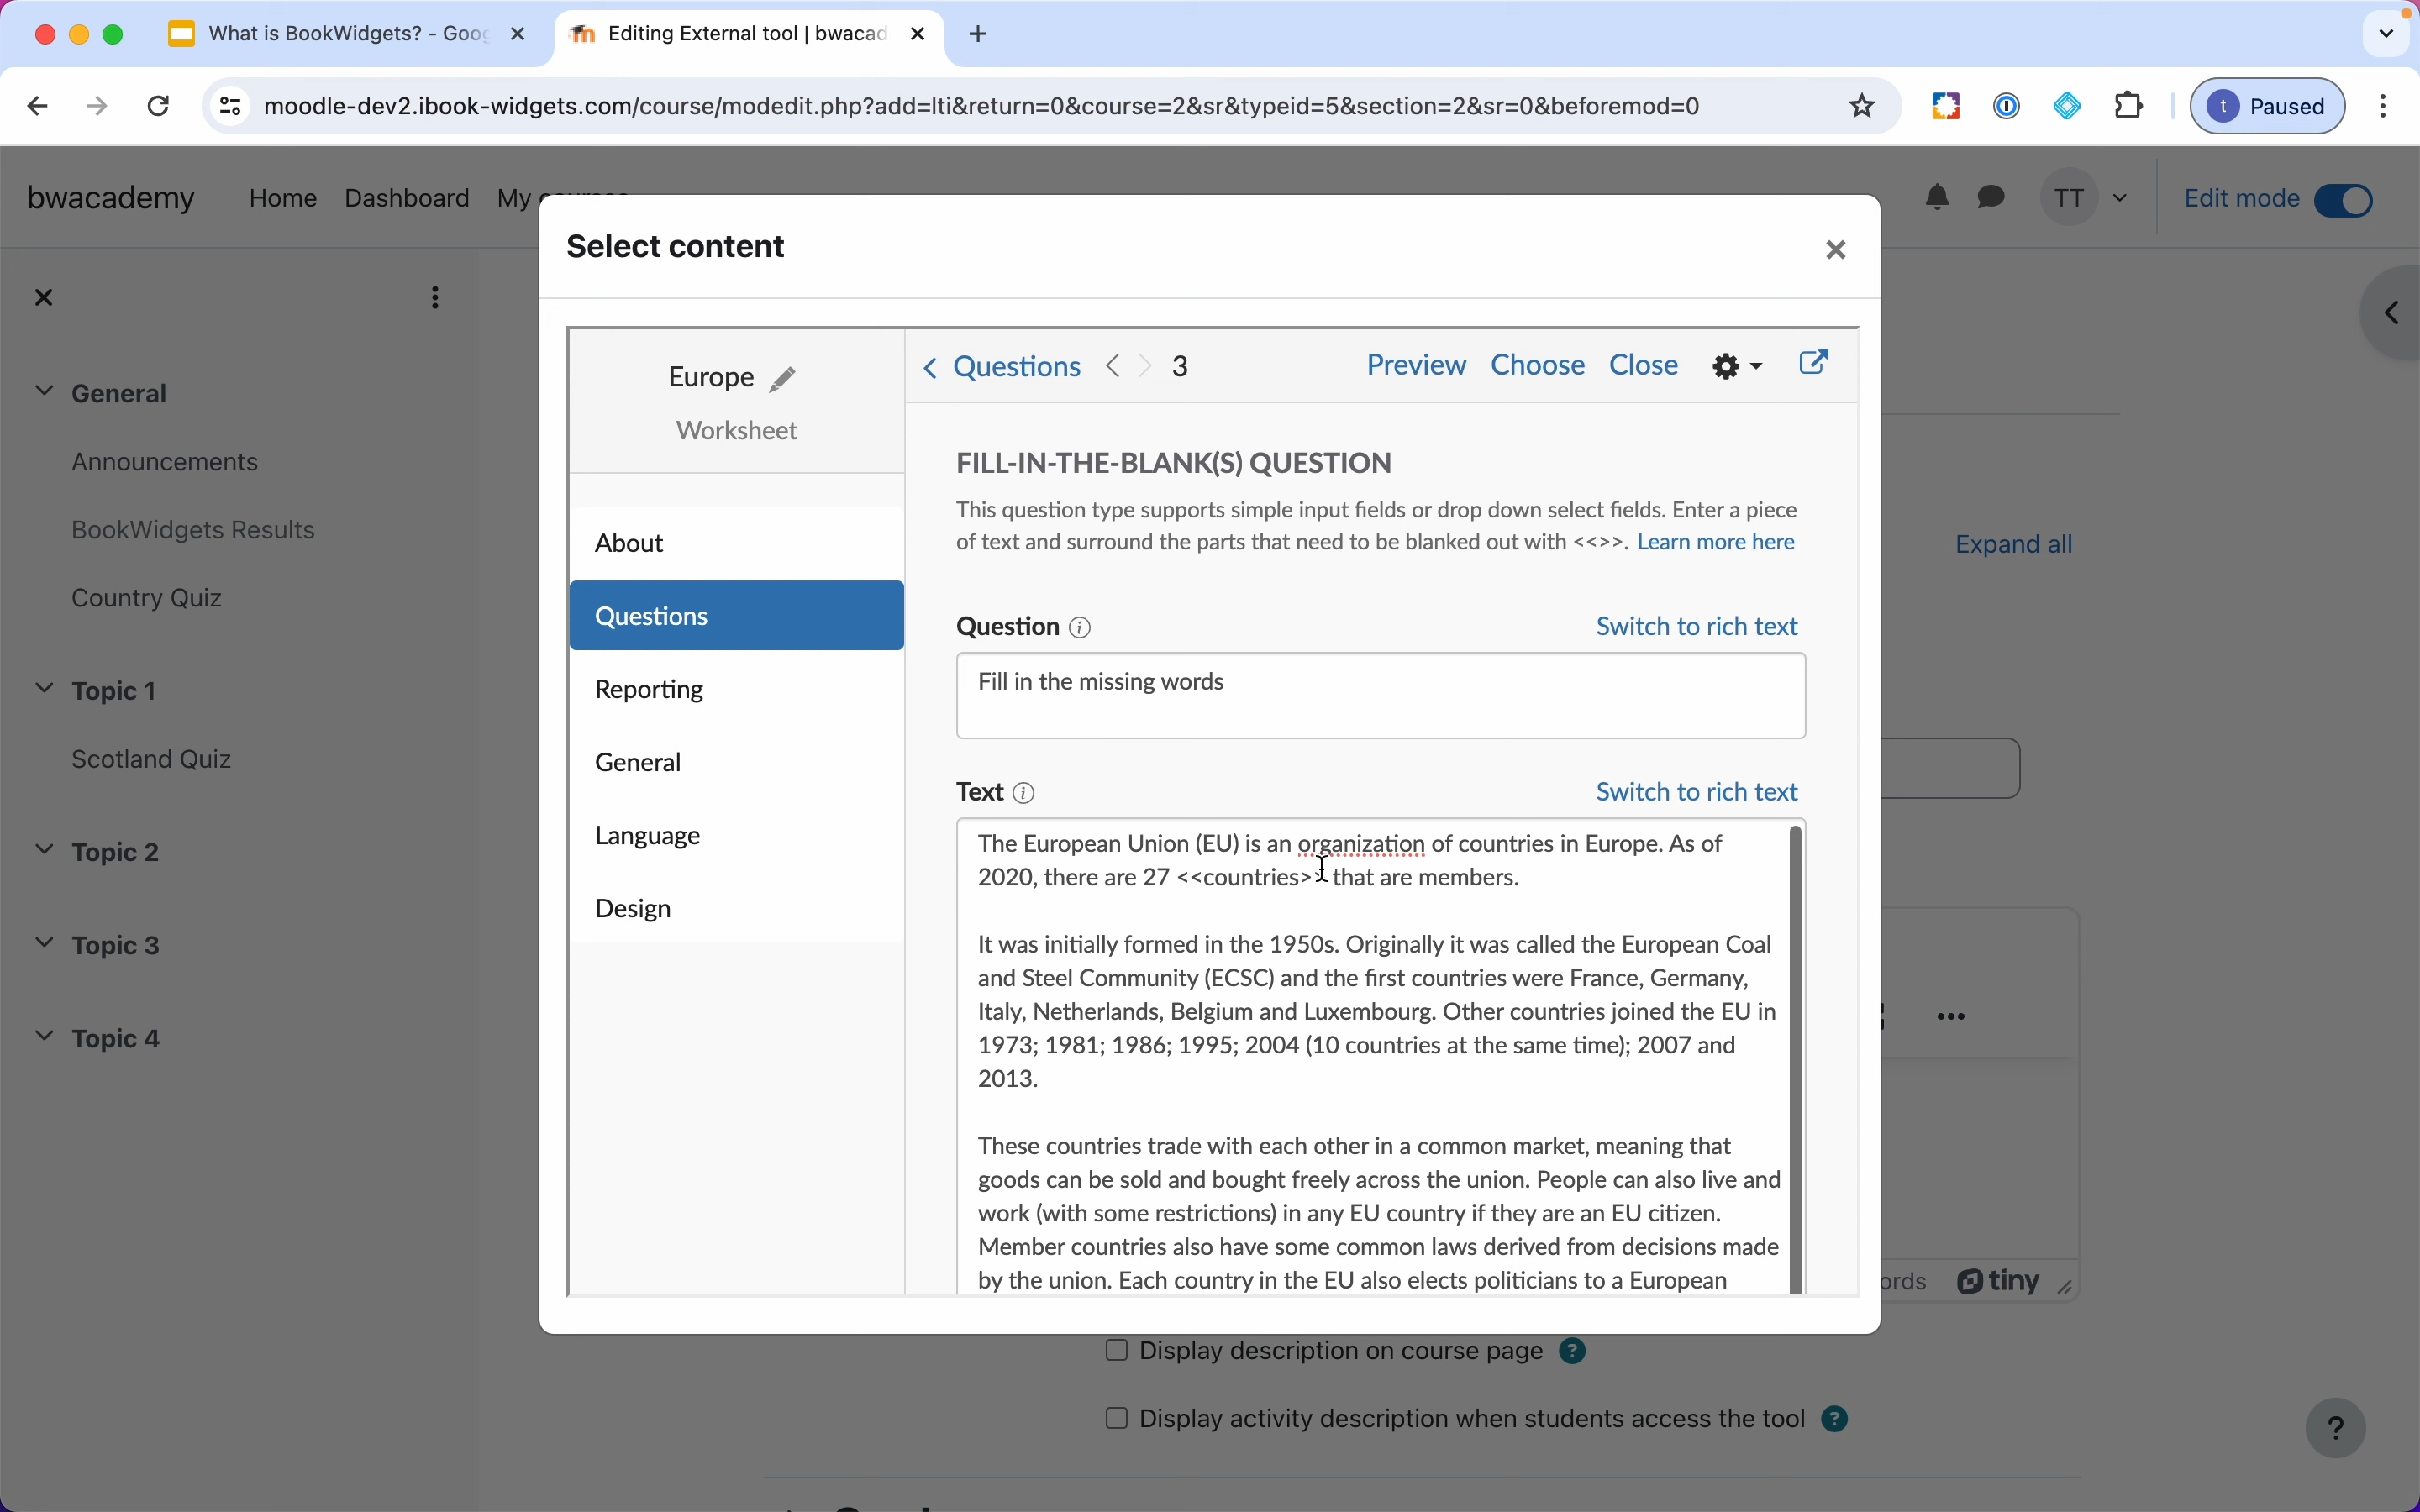 What is BookWidgets? - Goog
Editing External tool | bwacad
moodle-dev2.ibook-widgets.com/course/modedit.php?add=lti&return=0&course=2&sr&typeid=5&section=2&sr=0&beforemod=0
t Paused
bwacademy
Home
Dashboard
My
TT
Edit mode
Select content
General
Announcements
BookWidgets Results
Country Quiz
Topic 1
Scotland Quiz
Topic 2
Topic 3
Topic 4
Europe
Worksheet
About
Questions
Reporting
General
Language
Design
Questions
3
Preview
Choose
Close
FILL-IN-THE-BLANK(S) QUESTION
This question type supports simple input fields or drop down select fields. Enter a piece
of text and surround the parts that need to be blanked out with <<>>. Learn more here
Question
Switch to rich text
Fill in the missing words
Text
Switch to rich text
The European Union (EU) is an organization of countries in Europe. As of
2020, there are 27 <<countries>> that are members.
It was initially formed in the 1950s. Originally it was called the European Coal
and Steel Community (ECSC) and the first countries were France, Germany,
Italy, Netherlands, Belgium and Luxembourg. Other countries joined the EU in
1973; 1981; 1986; 1995; 2004 (10 countries at the same time); 2007 and
2013.
These countries trade with each other in a common market, meaning that
goods can be sold and bought freely across the union. People can also live and
work (with some restrictions) in any EU country if they are an EU citizen.
Member countries also have some common laws derived from decisions made
by the union. Each country in the EU also elects politicians to a European
Expand all
ords
tiny
Display description on course page
?
Display activity description when students access the tool
?
?